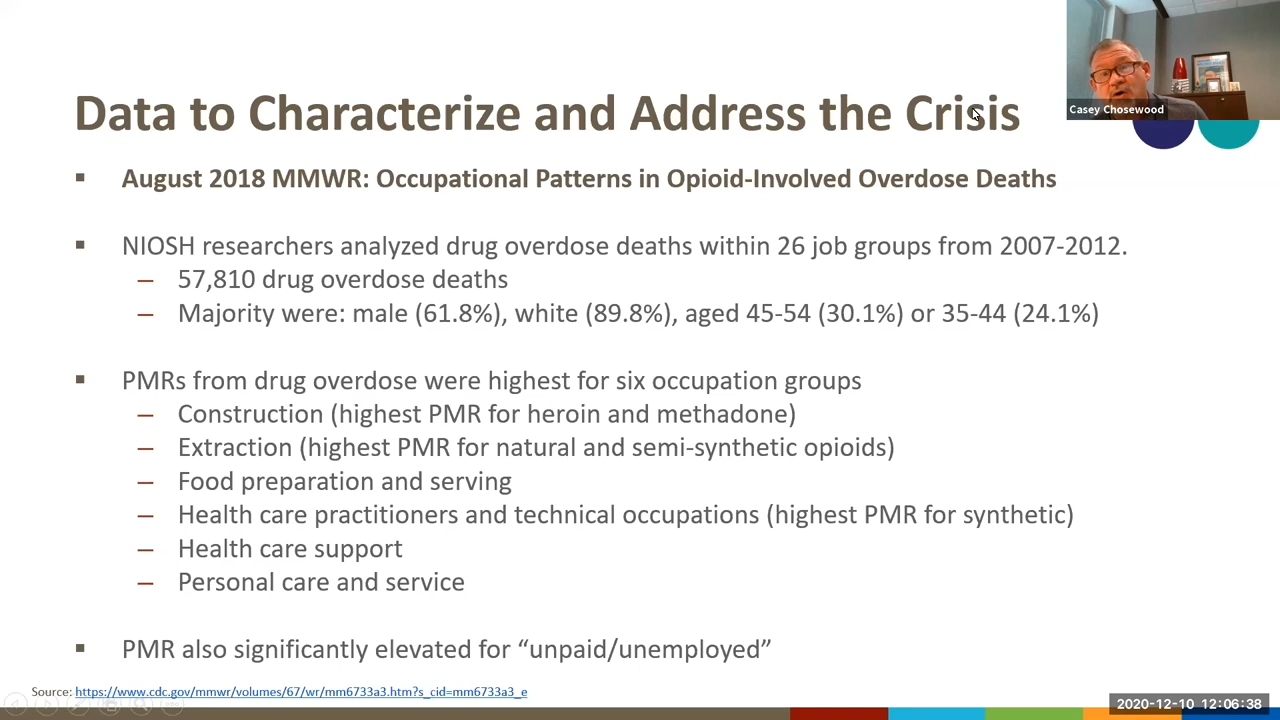 Data to Characterize and Address the Crisis
Casey Chosewood
▪ August 2018 MMWR: Occupational Patterns in Opioid-Involved Overdose Deaths
▪ NIOSH researchers analyzed drug overdose deaths within 26 job groups from 2007-2012.
– 57,810 drug overdose deaths
– Majority were: male (61.8%), white (89.8%), aged 45-54 (30.1%) or 35-44 (24.1%)
▪ PMRs from drug overdose were highest for six occupation groups
– Construction (highest PMR for heroin and methadone)
– Extraction (highest PMR for natural and semi-synthetic opioids)
– Food preparation and serving
– Health care practitioners and technical occupations (highest PMR for synthetic)
– Health care support
– Personal care and service
▪ PMR also significantly elevated for “unpaid/unemployed”
Source: https://www.cdc.gov/mmwr/volumes/67/wr/mm6733a3.htm?s_cid=mm6733a3_e
2020-12-10 12:06:38